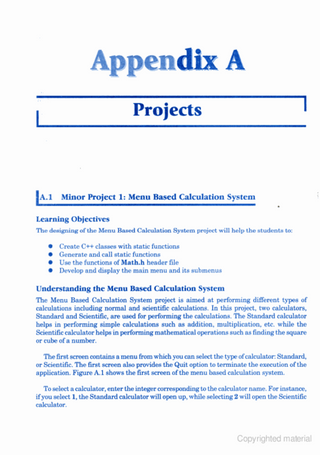 Appendix A
Projects
A.1 Minor Project 1: Menu Based Calculation System
Learning Objectives
The designing of the Menu Based Calculation System project will help the students to:
● Create C++ classes with static functions
● Generate and call static functions
● Use the functions of Math.h header file
● Develop and display the main menu and its submenus
Understanding the Menu Based Calculation System
The Menu Based Calculation System project is aimed at performing different types of
calculations including normal and scientific calculations. In this project, two calculators,
Standard and Scientific, are used for performing the calculations. The Standard calculator
helps in performing simple calculations such as addition, multiplication, etc. while the
Scientific calculator helps in performing mathematical operations such as finding the square
or cube of a number.
The first screen contains a menu from which you can select the type of calculator: Standard,
or Scientific. The first screen also provides the Quit option to terminate the execution of the
application. Figure A.1 shows the first screen of the menu based calculation system.
To select a calculator, enter the integer corresponding to the calculator name. For instance,
if you select 1, the Standard calculator will open up, while selecting 2 will open the Scientific
calculator.
Copyrighted material